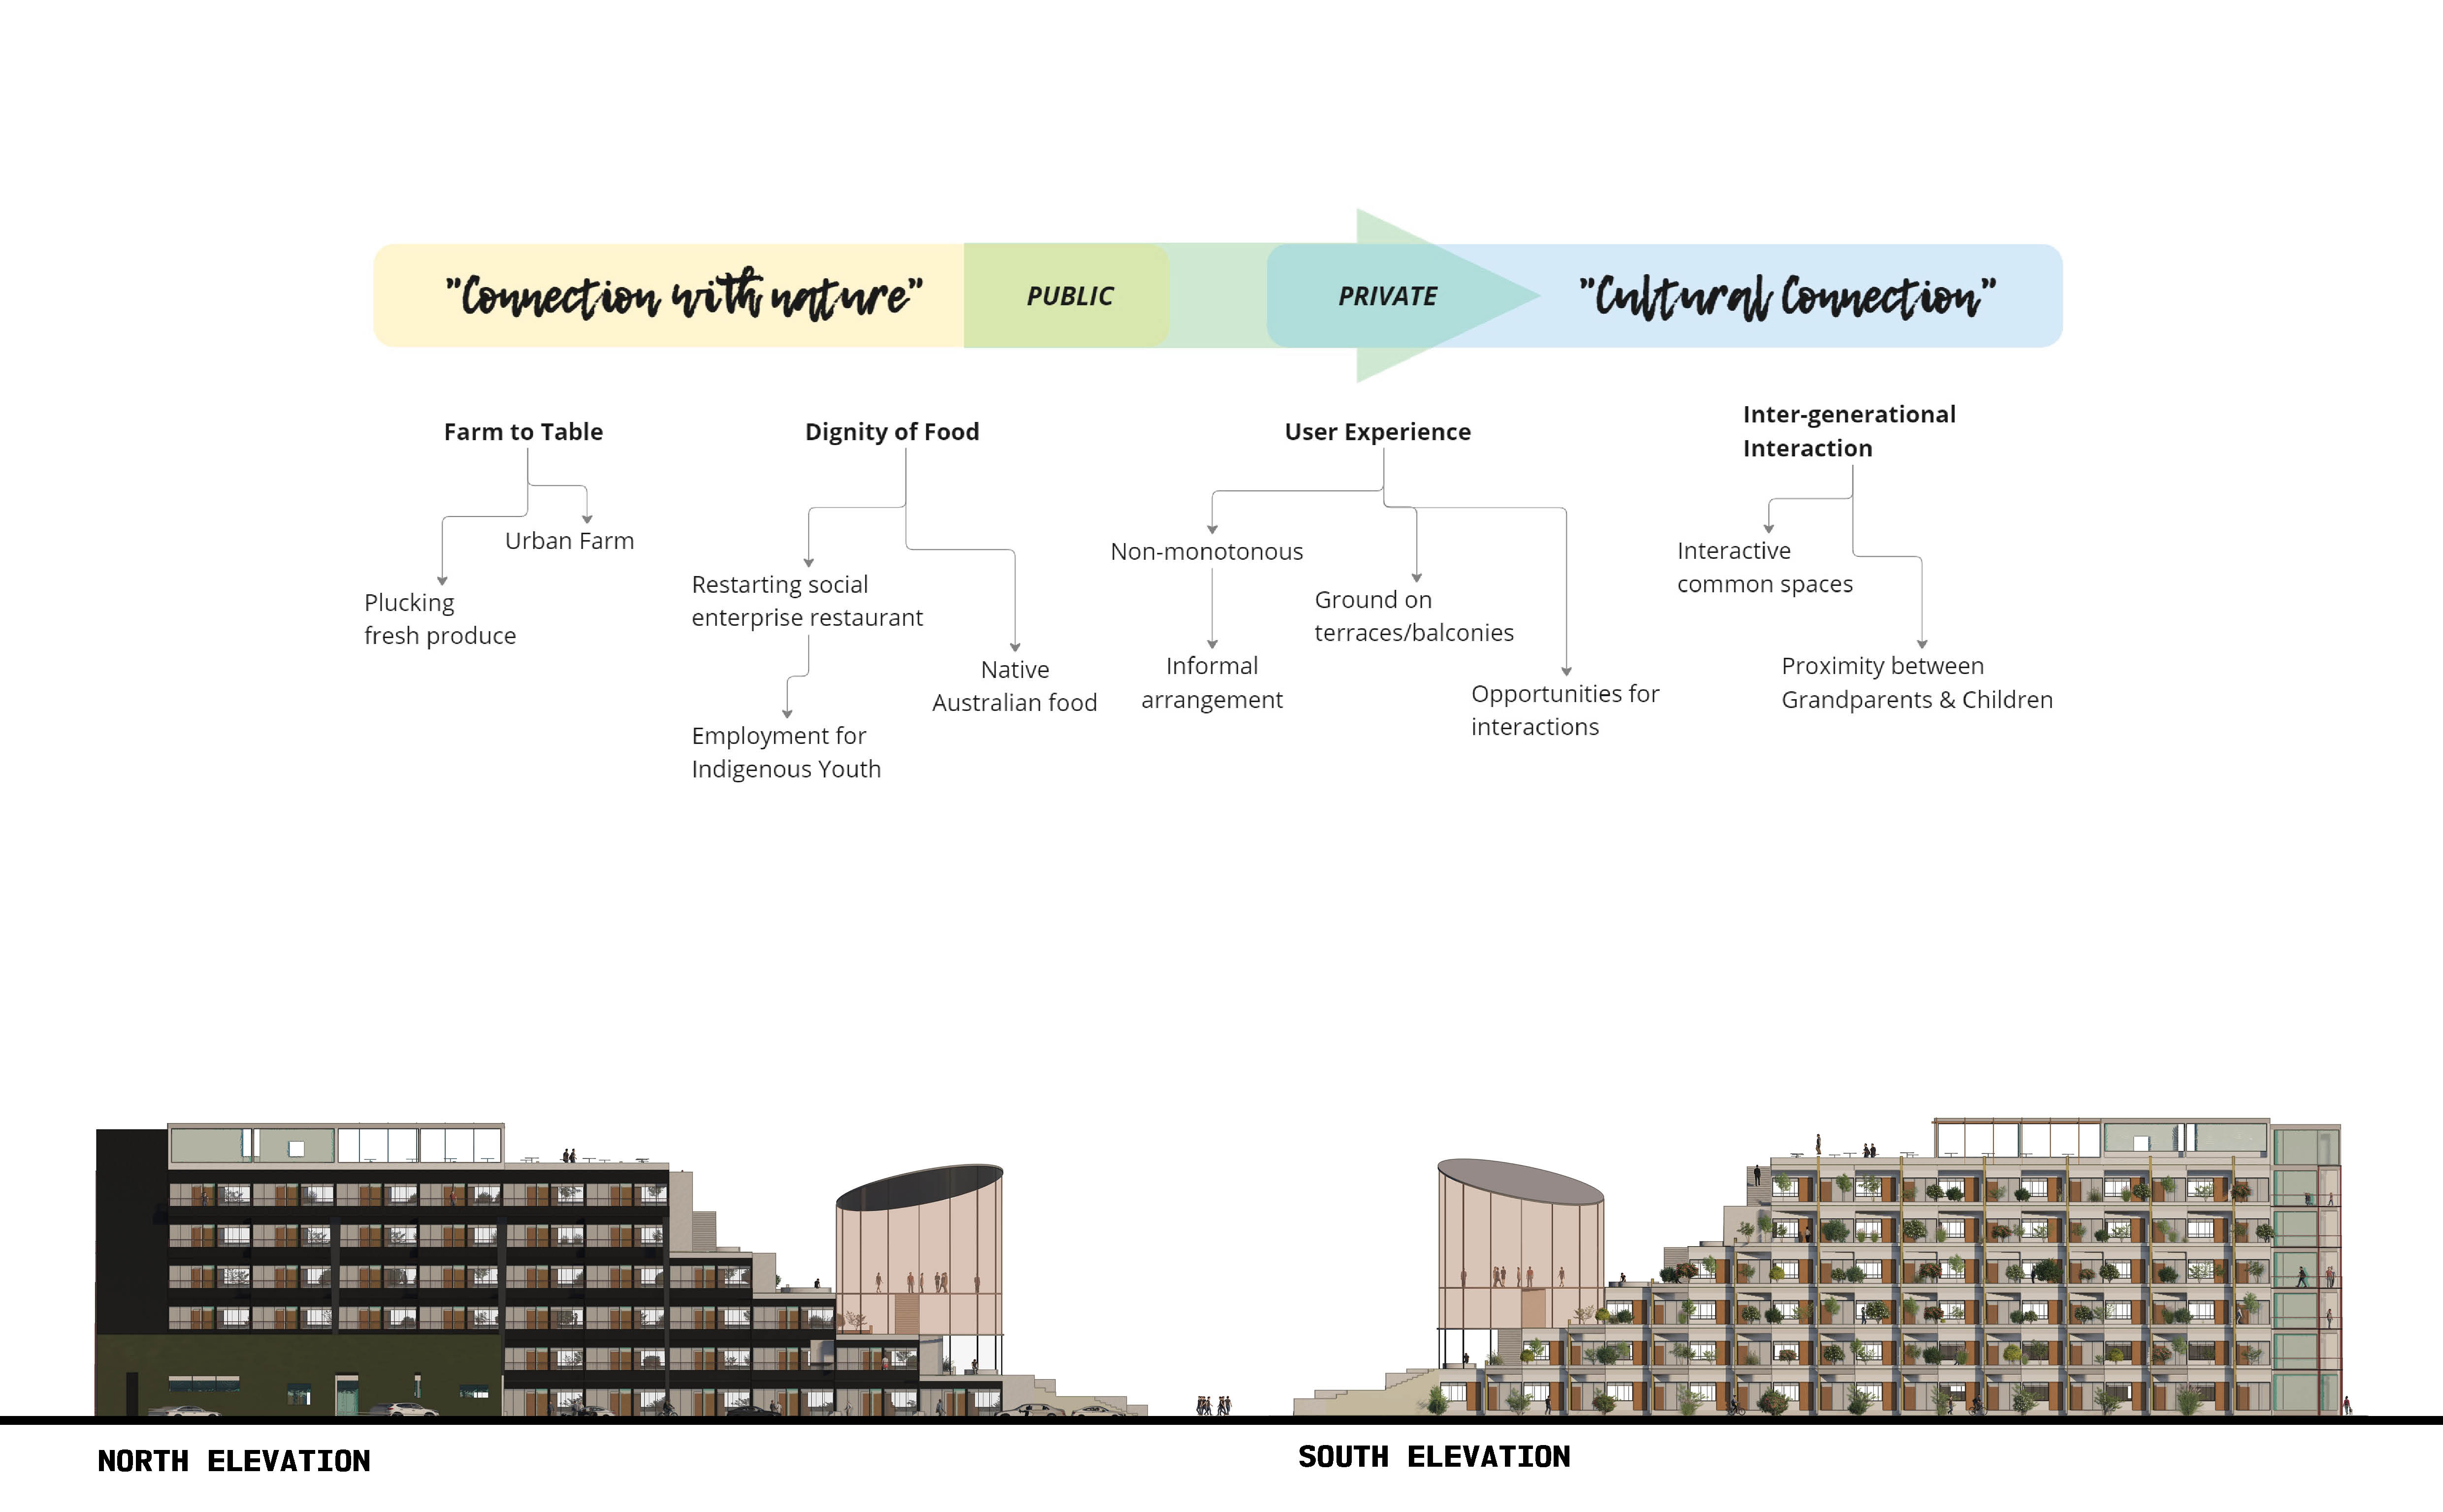 "Connection with nature"
PUBLIC
PRIVATE
"Cultural Connection"
Farm to Table
Dignity of Food
User Experience
Inter-generational
Interaction
Urban Farm
Plucking
fresh produce
Restarting social
enterprise restaurant
Employment for
Indigenous Youth
Native
Australian food
Non-monotonous
Informal
arrangement
Ground on
terraces/balconies
Opportunities for
interactions
Interactive
common spaces
Proximity between
Grandparents & Children
NORTH ELEVATION
SOUTH ELEVATION